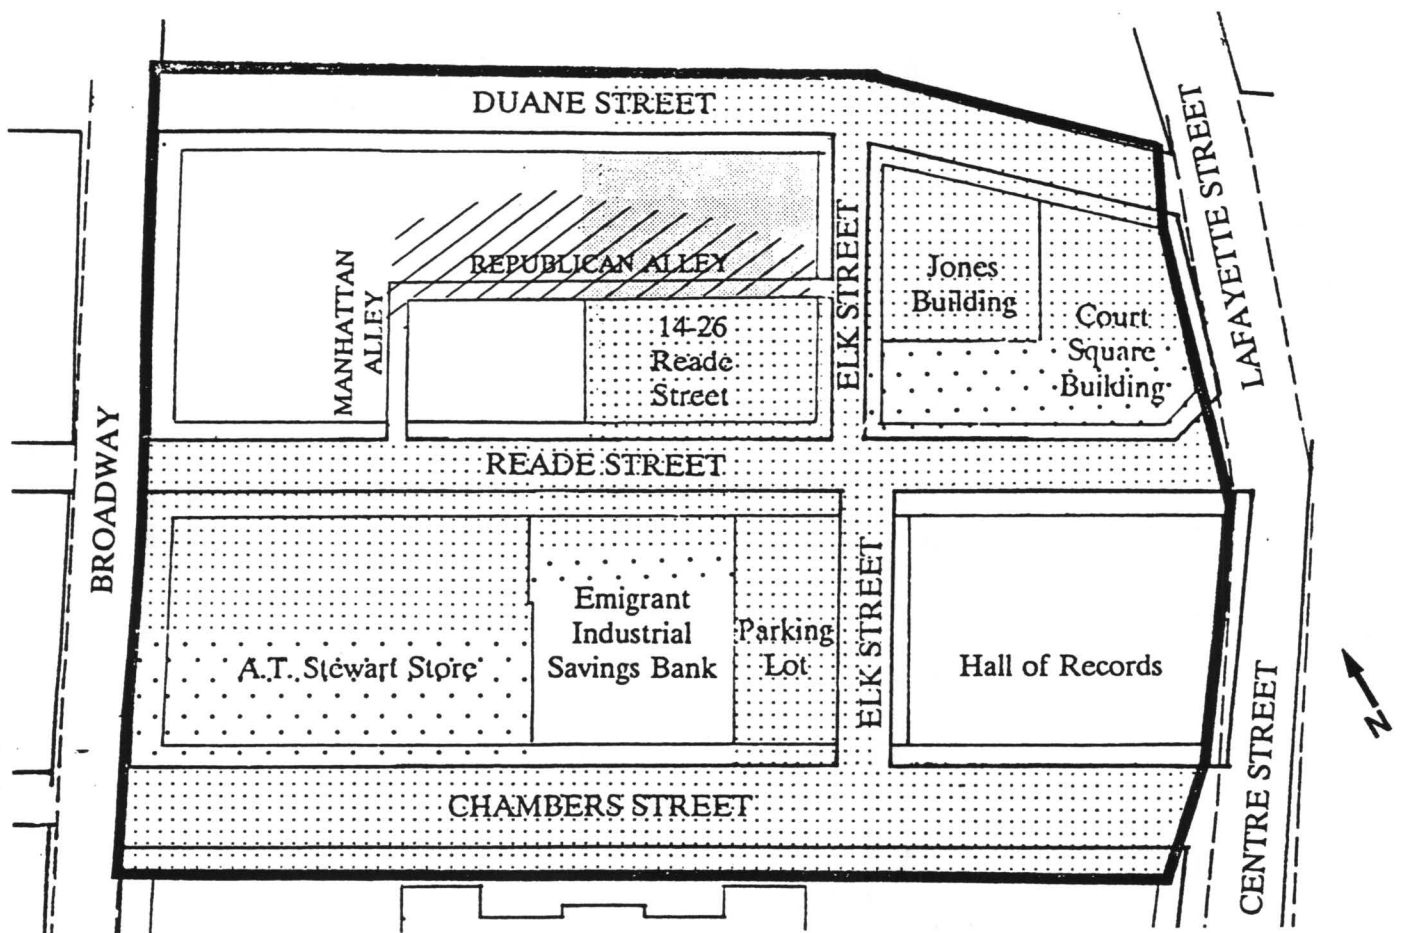 DUANE STREET
LAFAYETTE STREET
REPUBLICAN ALLEY
MANHATTAN
ALLEY
ELK STREET
Jones
Building
Court
Square
Building
14-26
Reade
Street
BROADWAY
READE STREET
A.T. Stewart Store
Emigrant
Industrial
Savings Bank
Parking
Lot
ELK STREET
Hall of Records
N
CHAMBERS STREET
CENTRE STREET